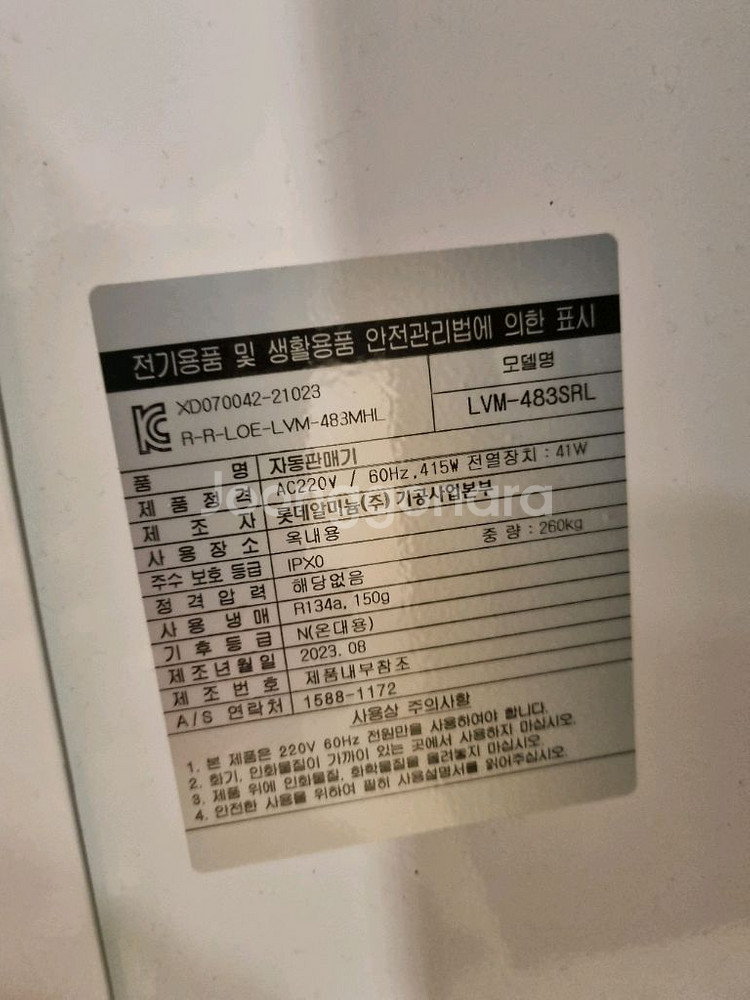 전기용품 및 생활용품 안전관리법에 의한 표시
XD070042-21023
R-R-LOE-LVM-483MHL
모델명
LVM-483SRL
품 명 자동판매기
제 품 정 격 AC220V / 60Hz, 415W 전열장치 : 41W
제 조 사 롯데알미늄(주) 기공사업본부
사 용 장 소 옥내용 중 량 : 260kg
주수 보호 등급 IPX0
정 격 압 력 해당없음
사 용 냉 매 R134a, 150g
기 후 등 급 N(온대용)
제 조 년 월 일 2023. 08
제 조 번 호 제품내부참조
A/S 연락처 1588-1172
사용상 주의사항
1. 본 제품은 220V 60Hz 전원만을 사용하여야 합니다.
2. 화기, 인화물질이 가까이 있는 곳에서 사용하지 마십시오.
3. 제품 위에 인화물질, 화학물질을 올려놓지 마십시오.
4. 안전한 사용을 위하여 필히 사용설명서를 읽어주십시오.
Joonggonara